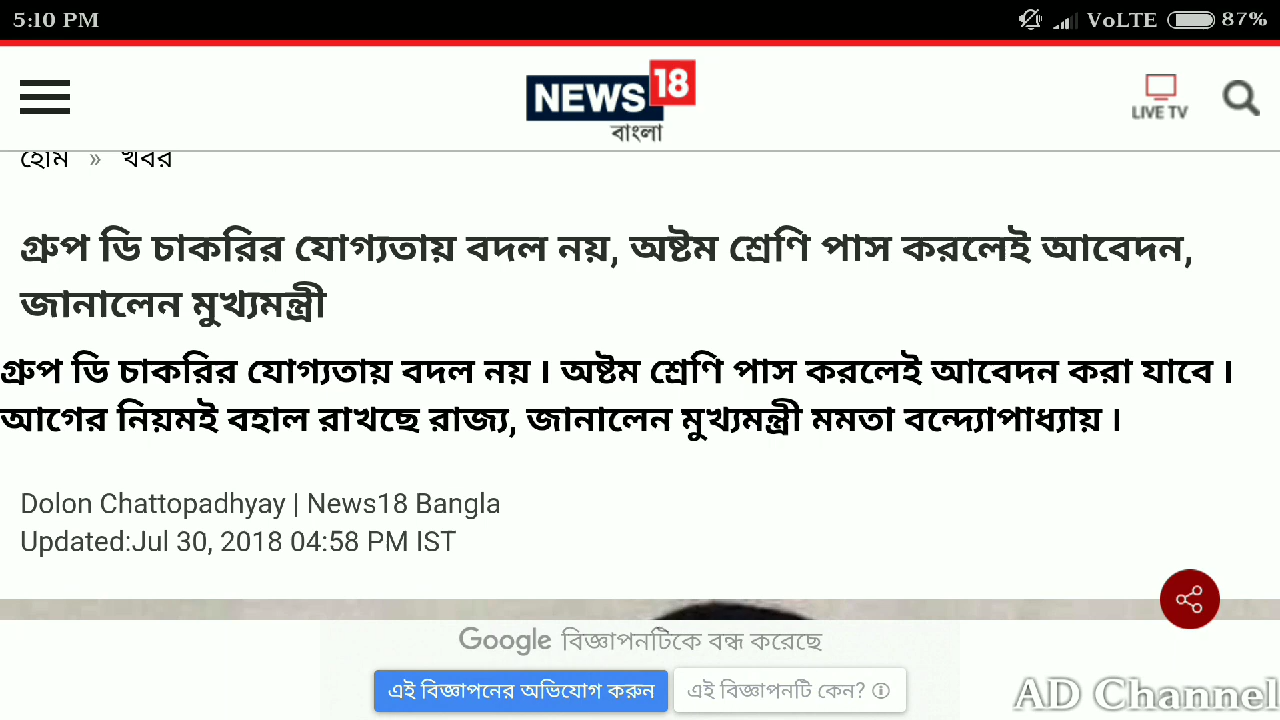 5:10 PM
VoLTE 87%
NEWS 18
বাংলা
LIVE TV
হোম » খবর
গ্রুপ ডি চাকরির যোগ্যতায় বদল নয়, অষ্টম শ্রেণি পাস করলেই আবেদন,
জানালেন মুখ্যমন্ত্রী
গ্রুপ ডি চাকরির যোগ্যতায় বদল নয় । অষ্টম শ্রেণি পাস করলেই আবেদন করা যাবে ।
আগের নিয়মই বহাল রাখছে রাজ্য, জানালেন মুখ্যমন্ত্রী মমতা বন্দ্যোপাধ্যায় ।
Dolon Chattopadhyay | News18 Bangla
Updated:Jul 30, 2018 04:58 PM IST
Google বিজ্ঞাপনটিকে বন্ধ করেছে
এই বিজ্ঞাপনের অভিযোগ করুন
এই বিজ্ঞাপনটি কেন?
AD Channel